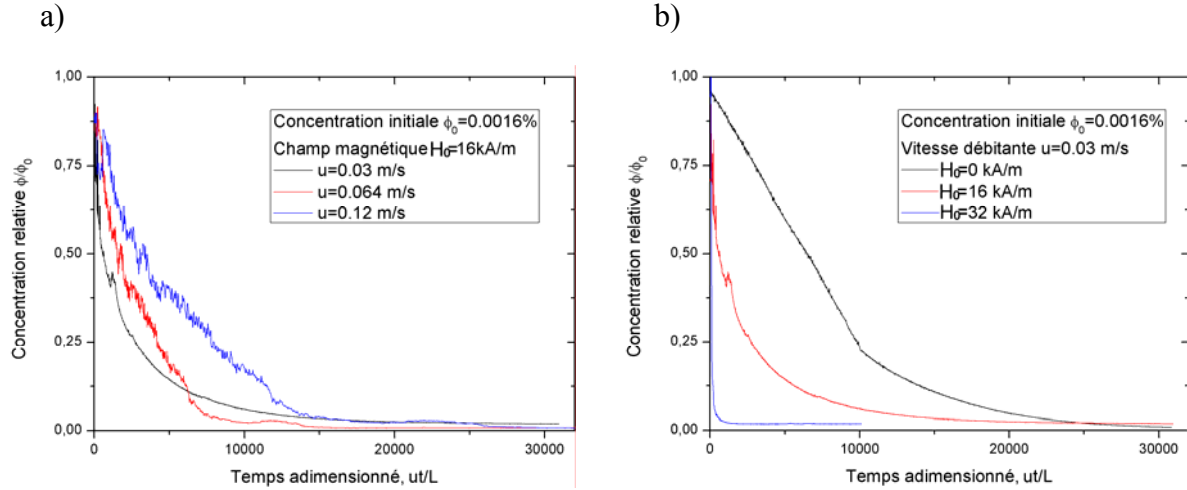 a)
1,00
0,75
0,50
0,25
0,00
Concentration relative ϕ/ϕ₀
Concentration initiale ϕ₀=0.0016%
Champ magnétique H₀=16kA/m
u=0.03 m/s
u=0.064 m/s
u=0.12 m/s
0
10000
20000
30000
Temps adimensionné, ut/L
b)
1,00
0,75
0,50
0,25
0,00
Concentration relative ϕ/ϕ₀
Concentration initiale ϕ₀=0.0016%
Vitesse débitante u=0.03 m/s
H₀=0 kA/m
H₀=16 kA/m
H₀=32 kA/m
0
10000
20000
30000
Temps adimensionné, ut/L